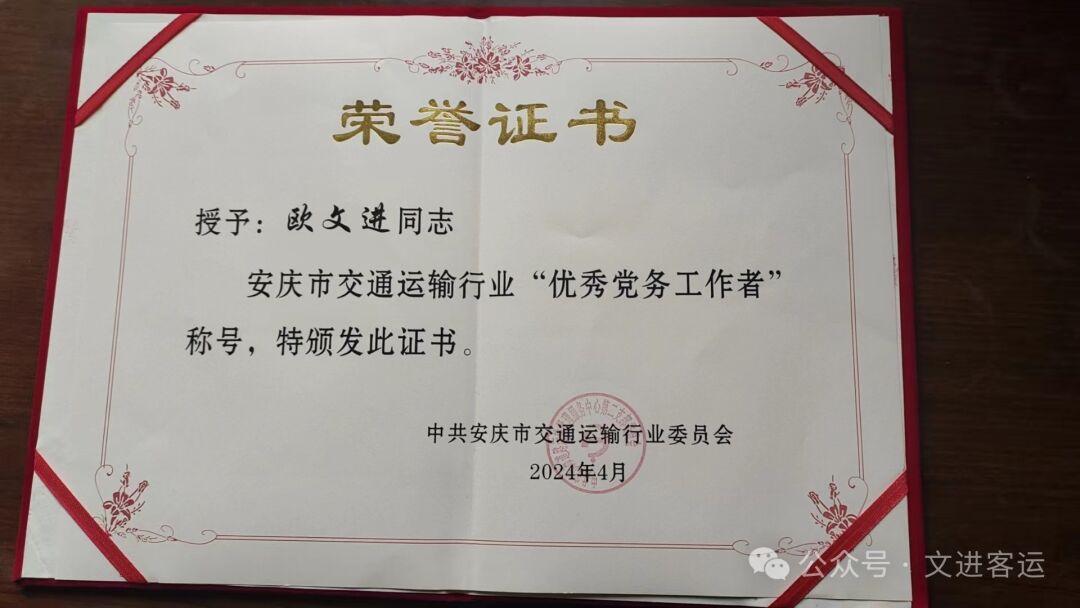 荣誉证书
授予：欧文进同志
安庆市交通运输行业“优秀党务工作者”
称号，特颁发此证书。
中共安庆市交通运输行业委员会
2024年4月
公众号·文进客运